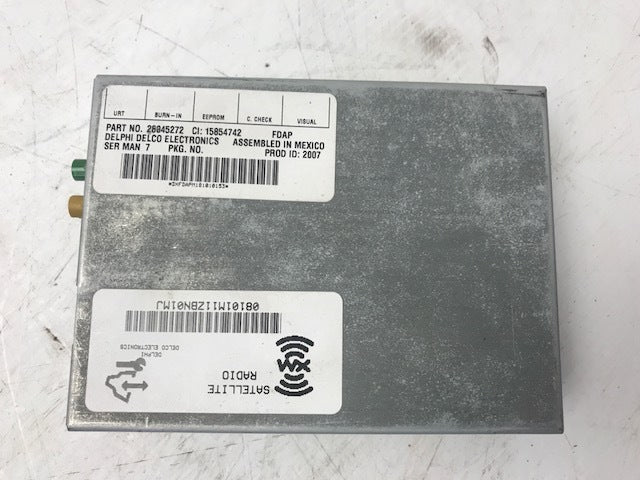 URT BURN-IN EEPROM C. CHECK VISUAL
PART NO. 28045272 CI: 15854742 FDAP
DELPHI DELCO ELECTRONICS ASSEMBLED IN MEXICO
SER MAN 7 PKG. NO. PROD ID: 2007
SATELLITE
RADIO
XM
DELPHI
DELCO ELECTRONICS